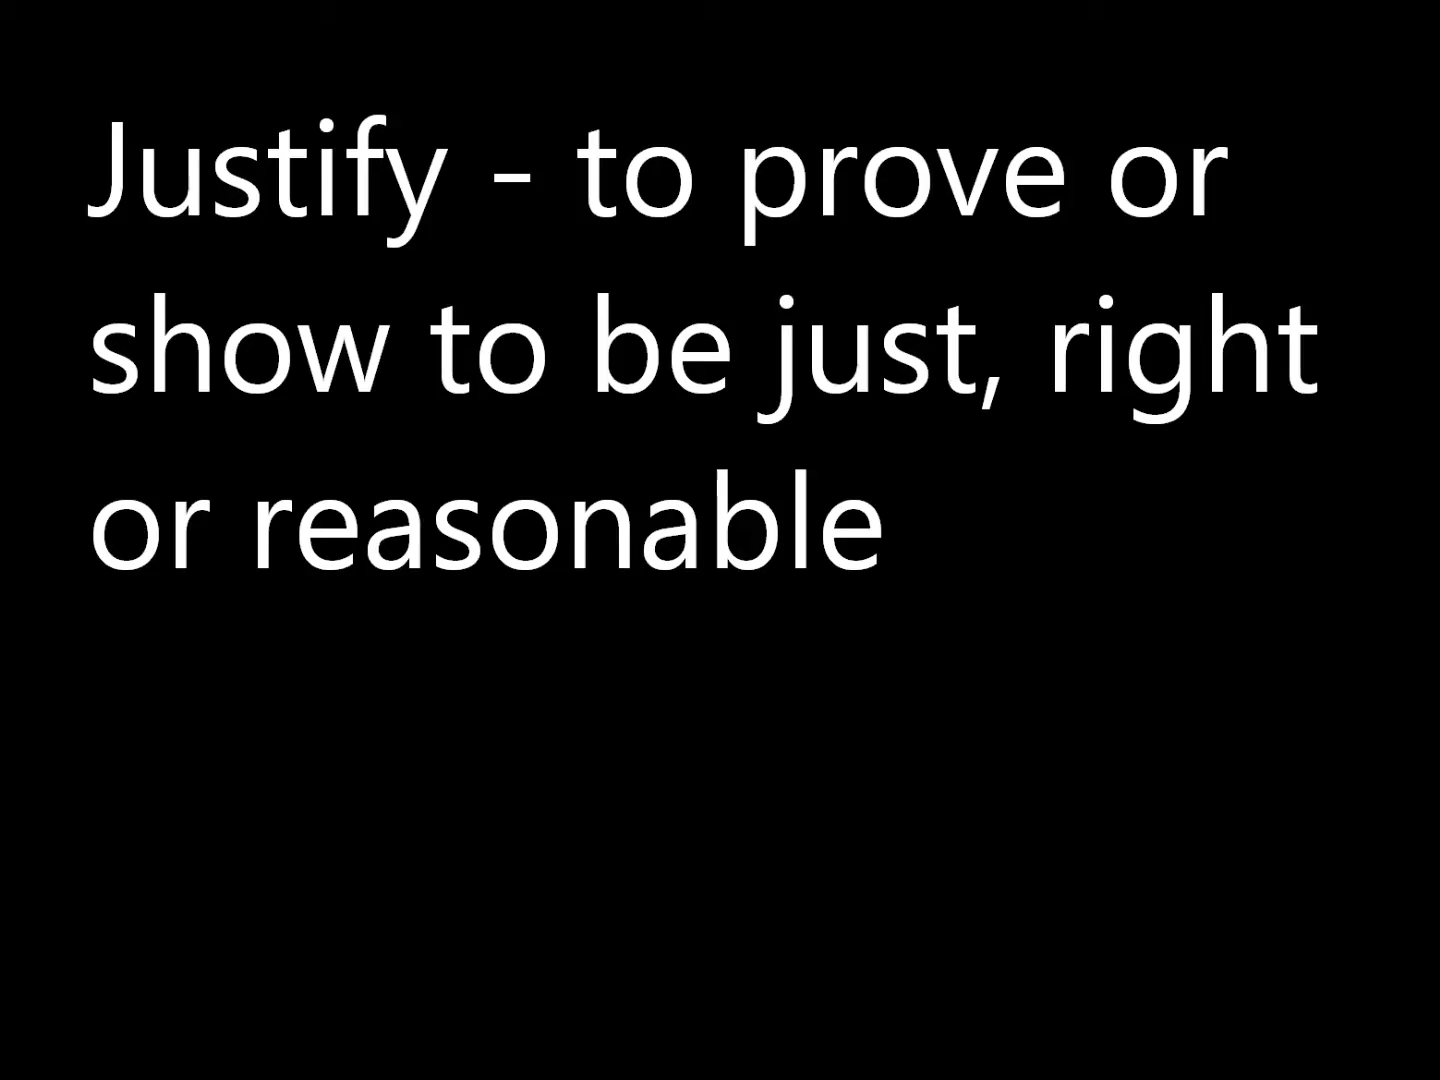 Justify - to prove or
show to be just, right
or reasonable